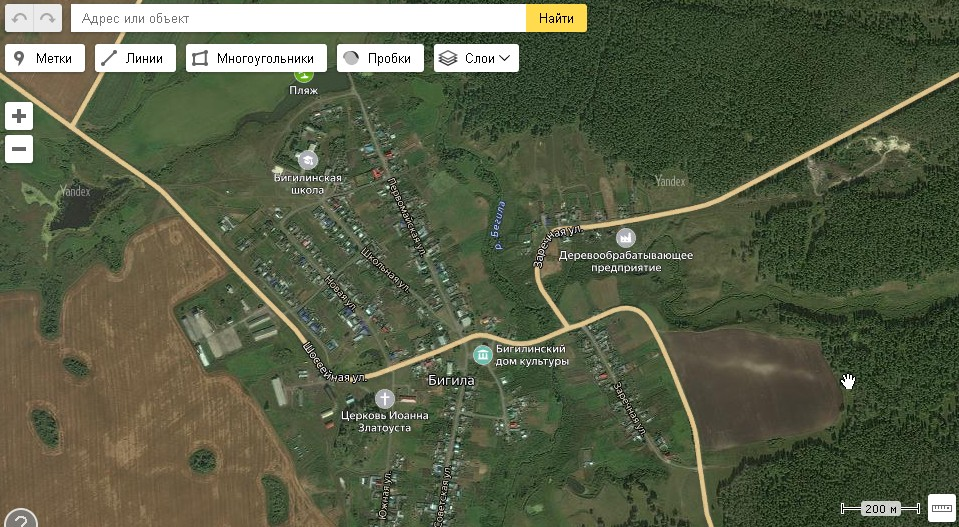 Адрес или объект
Найти
Метки
Линии
Многоугольники
Пробки
Слои
Пляж
Бигилинская
школа
Yandex
Yandex
Первомайская ул.
р. Бегила
Заречная ул.
Деревообрабатывающее
предприятие
Школьная ул.
Новая ул.
Шоссейная ул.
Бигилинский
дом культуры
Бигила
Церковь Иоанна
Златоуста
Заречная ул.
Южная ул.
Советская ул.
200 м
?